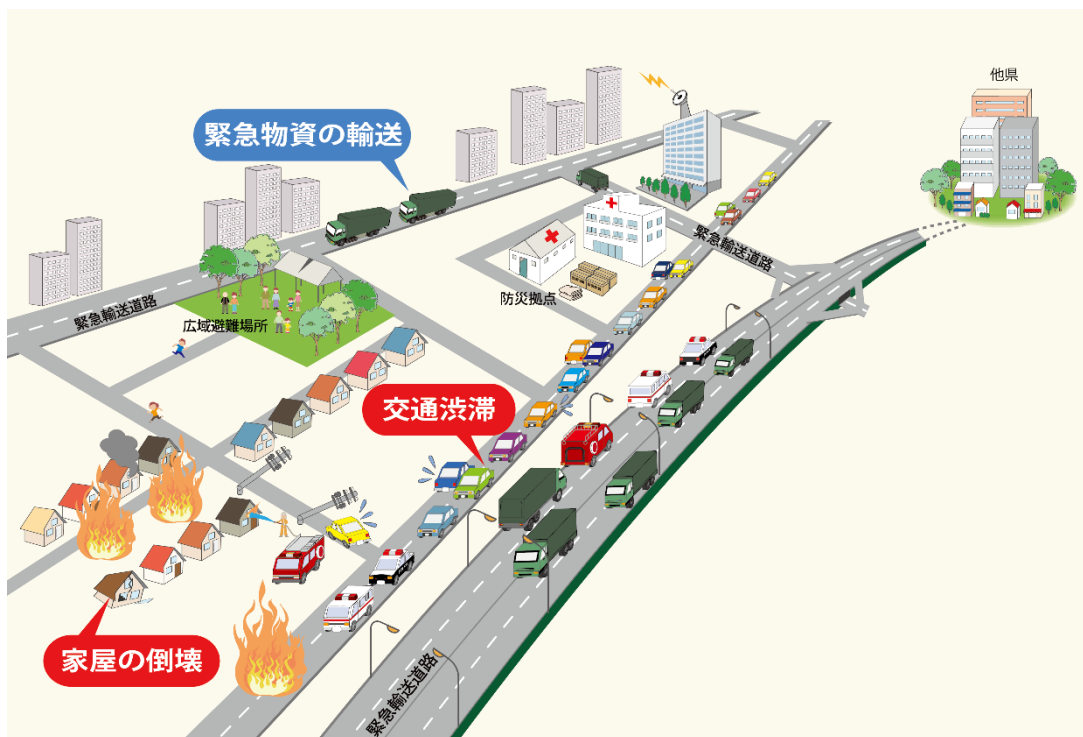 他県
緊急物資の輸送
緊急輸送道路
防災拠点
緊急輸送道路
広域避難場所
交通渋滞
家屋の倒壊
緊急輸送道路